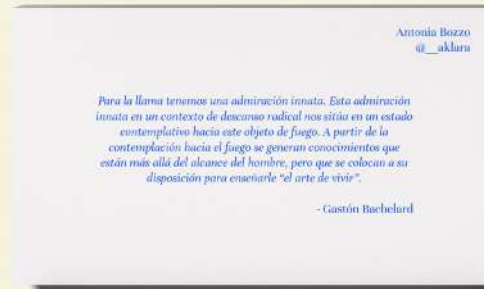 Antonia Bozzo
@__aklara
Para la llama tenemos una admiración innata. Esta admiración
innata en un contexto de descanso radical nos sitúa en un estado
contemplativo hacia este objeto de fuego. A partir de la
contemplación hacia el fuego se generan conocimientos que
están más allá del alcance del hombre, pero que se colocan a su
disposición para enseñarle “el arte de vivir”.
- Gastón Bachelard